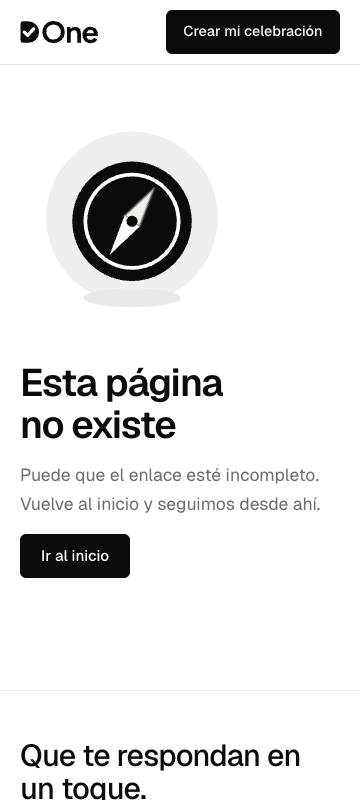 One
Crear mi celebración
Esta página
no existe
Puede que el enlace esté incompleto.
Vuelve al inicio y seguimos desde ahí.
Ir al inicio
Que te respondan en
un toque.